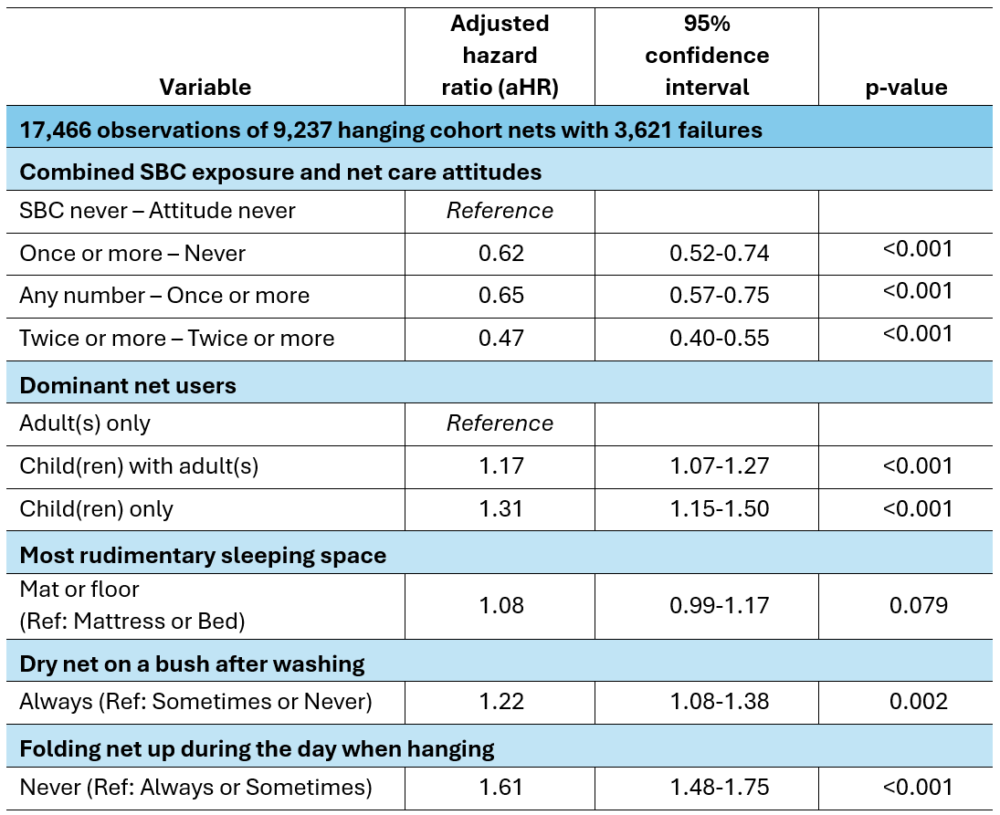 Variable Adjusted hazard ratio (aHR) 95% confidence interval p-value
17,466 observations of 9,237 hanging cohort nets with 3,621 failures
Combined SBC exposure and net care attitudes
SBC never – Attitude never Reference
Once or more – Never 0.62 0.52-0.74 <0.001
Any number – Once or more 0.65 0.57-0.75 <0.001
Twice or more – Twice or more 0.47 0.40-0.55 <0.001
Dominant net users
Adult(s) only Reference
Child(ren) with adult(s) 1.17 1.07-1.27 <0.001
Child(ren) only 1.31 1.15-1.50 <0.001
Most rudimentary sleeping space
Mat or floor
(Ref: Mattress or Bed) 1.08 0.99-1.17 0.079
Dry net on a bush after washing
Always (Ref: Sometimes or Never) 1.22 1.08-1.38 0.002
Folding net up during the day when hanging
Never (Ref: Always or Sometimes) 1.61 1.48-1.75 <0.001